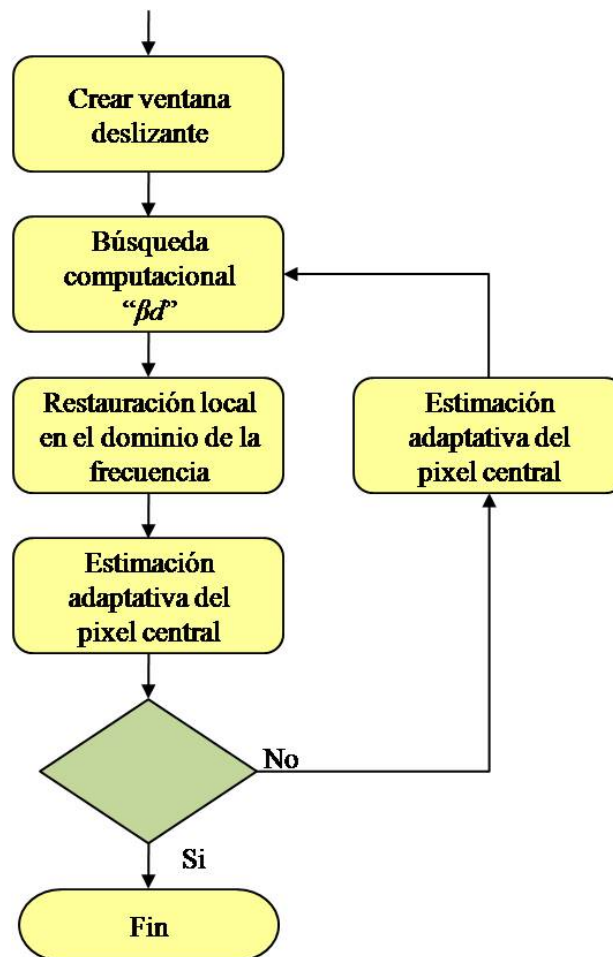 Crear ventana
deslizante
Búsqueda
computacional
“βd”
Restauración local
en el dominio de la
frecuencia
Estimación
adaptativa del
pixel central
Estimación
adaptativa del
pixel central
No
Si
Fin